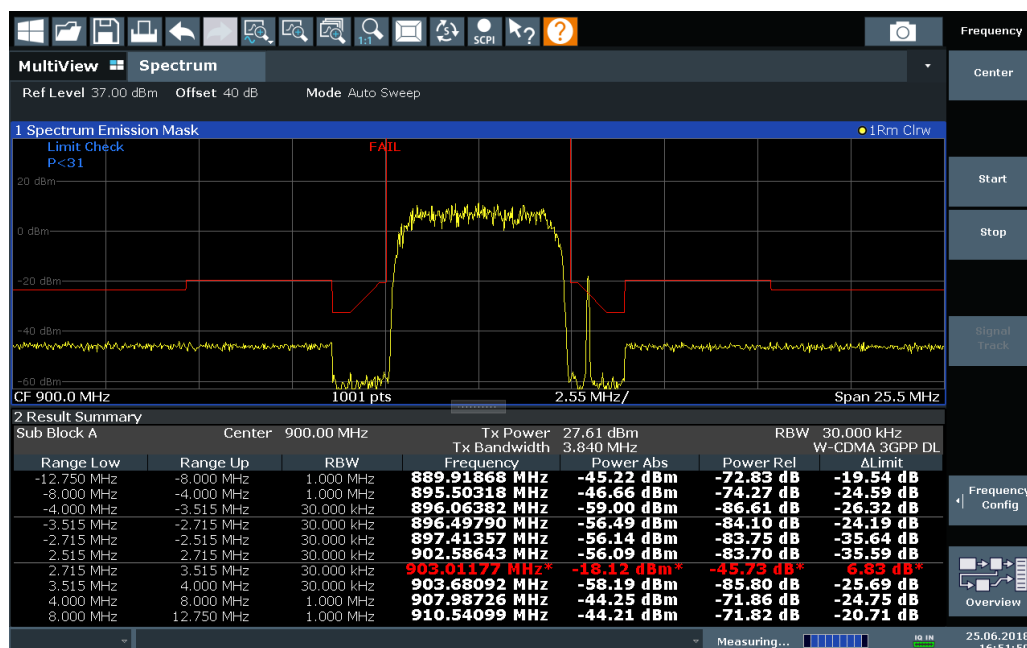 1:1
SCPI
?
?
Frequency
MultiView Spectrum
Center
Ref Level 37.00 dBm Offset 40 dB Mode Auto Sweep
1 Spectrum Emission Mask 1Rm Clrw
Limit Check FAIL
P<31
20 dBm
Start
0 dBm
Stop
-20 dBm
-40 dBm
Signal
Track
-60 dBm
CF 900.0 MHz 1001 pts 2.55 MHz/ Span 25.5 MHz
2 Result Summary
Sub Block A Center 900.00 MHz Tx Power 27.61 dBm RBW 30.000 kHz
Tx Bandwidth 3.840 MHz W-CDMA 3GPP DL
Range Low Range Up RBW Frequency Power Abs Power Rel ΔLimit
-12.750 MHz -8.000 MHz 1.000 MHz 889.91868 MHz -45.22 dBm -72.83 dB -19.54 dB
-8.000 MHz -4.000 MHz 1.000 MHz 895.50318 MHz -46.66 dBm -74.27 dB -24.59 dB
-4.000 MHz -3.515 MHz 30.000 kHz 896.06382 MHz -59.00 dBm -86.61 dB -26.32 dB
-3.515 MHz -2.715 MHz 30.000 kHz 896.49790 MHz -56.49 dBm -84.10 dB -24.19 dB
-2.715 MHz -2.515 MHz 30.000 kHz 897.41357 MHz -56.14 dBm -83.75 dB -35.64 dB
2.515 MHz 2.715 MHz 30.000 kHz 902.58643 MHz -56.09 dBm -83.70 dB -35.59 dB
2.715 MHz 3.515 MHz 30.000 kHz 903.01177 MHz* -18.12 dBm* -45.73 dB* 6.83 dB*
3.515 MHz 4.000 MHz 30.000 kHz 903.68092 MHz -58.19 dBm -85.80 dB -25.69 dB
4.000 MHz 8.000 MHz 1.000 MHz 907.98726 MHz -44.25 dBm -71.86 dB -24.75 dB
8.000 MHz 12.750 MHz 1.000 MHz 910.54099 MHz -44.21 dBm -71.82 dB -20.71 dB
Frequency
Config
Overview
Measuring...
IQ IN
25.06.2018
16:51:50